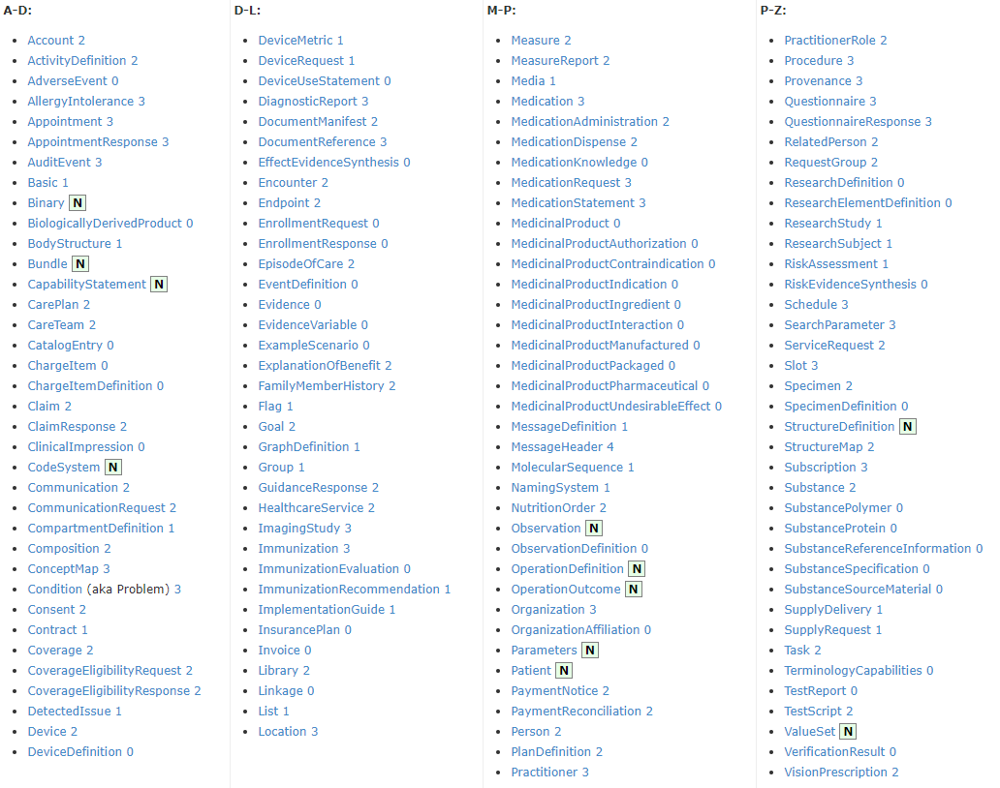 A-D:
Account 2
ActivityDefinition 2
AdverseEvent 0
AllergyIntolerance 3
Appointment 3
AppointmentResponse 3
AuditEvent 3
Basic 1
Binary N
BiologicallyDerivedProduct 0
BodyStructure 1
Bundle N
CapabilityStatement N
CarePlan 2
CareTeam 2
CatalogEntry 0
ChargeItem 0
ChargeItemDefinition 0
Claim 2
ClaimResponse 2
ClinicalImpression 0
CodeSystem N
Communication 2
CommunicationRequest 2
CompartmentDefinition 1
Composition 2
ConceptMap 3
Condition (aka Problem) 3
Consent 2
Contract 1
Coverage 2
CoverageEligibilityRequest 2
CoverageEligibilityResponse 2
DetectedIssue 1
Device 2
DeviceDefinition 0
D-L:
DeviceMetric 1
DeviceRequest 1
DeviceUseStatement 0
DiagnosticReport 3
DocumentManifest 2
DocumentReference 3
EffectEvidenceSynthesis 0
Encounter 2
Endpoint 2
EnrollmentRequest 0
EnrollmentResponse 0
EpisodeOfCare 2
EventDefinition 0
Evidence 0
EvidenceVariable 0
ExampleScenario 0
ExplanationOfBenefit 2
FamilyMemberHistory 2
Flag 1
Goal 2
GraphDefinition 1
Group 1
GuidanceResponse 2
HealthcareService 2
ImagingStudy 3
Immunization 3
ImmunizationEvaluation 0
ImmunizationRecommendation 1
ImplementationGuide 1
InsurancePlan 0
Invoice 0
Library 2
Linkage 0
List 1
Location 3
M-P:
Measure 2
MeasureReport 2
Media 1
Medication 3
MedicationAdministration 2
MedicationDispense 2
MedicationKnowledge 0
MedicationRequest 3
MedicationStatement 3
MedicinalProduct 0
MedicinalProductAuthorization 0
MedicinalProductContraindication 0
MedicinalProductIndication 0
MedicinalProductIngredient 0
MedicinalProductInteraction 0
MedicinalProductManufactured 0
MedicinalProductPackaged 0
MedicinalProductPharmaceutical 0
MedicinalProductUndesirableEffect 0
MessageDefinition 1
MessageHeader 4
MolecularSequence 1
NamingSystem 1
NutritionOrder 2
Observation N
ObservationDefinition 0
OperationDefinition N
OperationOutcome N
Organization 3
OrganizationAffiliation 0
Parameters N
Patient N
PaymentNotice 2
PaymentReconciliation 2
Person 2
PlanDefinition 2
Practitioner 3
P-Z:
PractitionerRole 2
Procedure 3
Provenance 3
Questionnaire 3
QuestionnaireResponse 3
RelatedPerson 2
RequestGroup 2
ResearchDefinition 0
ResearchElementDefinition 0
ResearchStudy 1
ResearchSubject 1
RiskAssessment 1
RiskEvidenceSynthesis 0
Schedule 3
SearchParameter 3
ServiceRequest 2
Slot 3
Specimen 2
SpecimenDefinition 0
StructureDefinition N
StructureMap 2
Subscription 3
Substance 2
SubstancePolymer 0
SubstanceProtein 0
SubstanceReferenceInformation 0
SubstanceSpecification 0
SubstanceSourceMaterial 0
SupplyDelivery 1
SupplyRequest 1
Task 2
TerminologyCapabilities 0
TestReport 0
TestScript 2
ValueSet N
VerificationResult 0
VisionPrescription 2